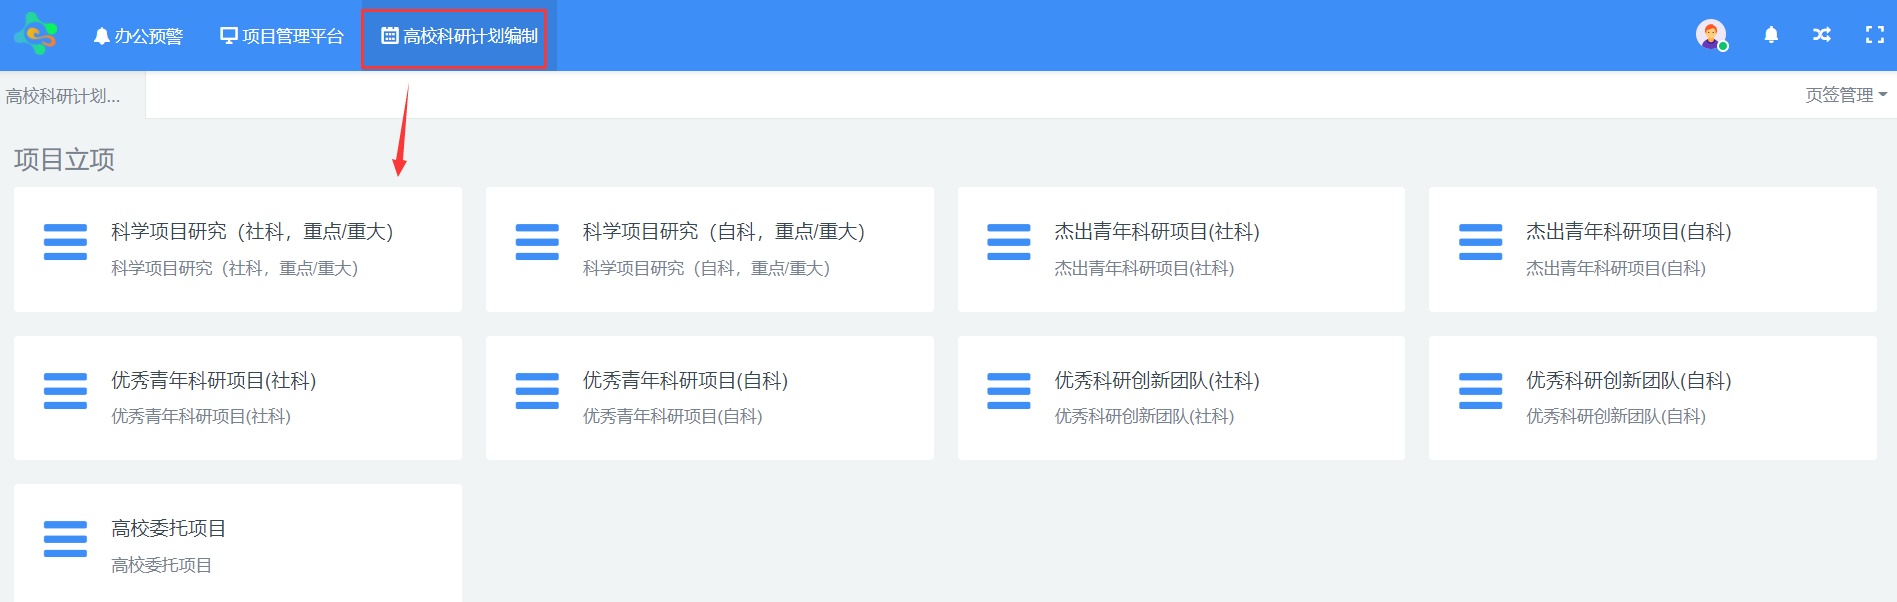 办公预警
项目管理平台
高校科研计划编制
高校科研计划...
页签管理
项目立项
科学项目研究（社科，重点/重大）
科学项目研究（社科，重点/重大）
科学项目研究（自科，重点/重大）
科学项目研究（自科，重点/重大）
杰出青年科研项目(社科)
杰出青年科研项目(社科)
杰出青年科研项目(自科)
杰出青年科研项目(自科)
优秀青年科研项目(社科)
优秀青年科研项目(社科)
优秀青年科研项目(自科)
优秀青年科研项目(自科)
优秀科研创新团队(社科)
优秀科研创新团队(社科)
优秀科研创新团队(自科)
优秀科研创新团队(自科)
高校委托项目
高校委托项目